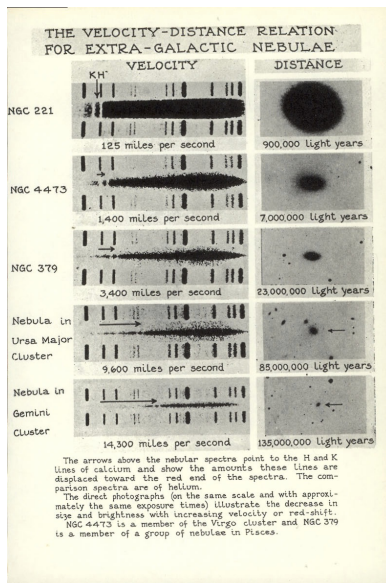 THE VELOCITY-DISTANCE RELATION
FOR EXTRA-GALACTIC NEBULAE
VELOCITY
DISTANCE
K H
NGC 221
125 miles per second
900,000 light years
NGC 4473
1,400 miles per second
7,000,000 light years
NGC 379
3,400 miles per second
23,000,000 light years
Nebula in
Ursa Major
Cluster
9,600 miles per second
85,000,000 light years
Nebula in
Gemini
Cluster
14,300 miles per second
135,000,000 light years
The arrows above the nebular spectra point to the H and K
lines of calcium and show the amounts these lines are
displaced toward the red end of the spectra. The com-
parison spectra are of helium.
The direct photographs (on the same scale and with approxi-
mately the same exposure times) illustrate the decrease in
size and brightness with increasing velocity or red-shift.
NGC 4473 is a member of the Virgo cluster and NGC 379
is a member of a group of nebulae in Pisces.